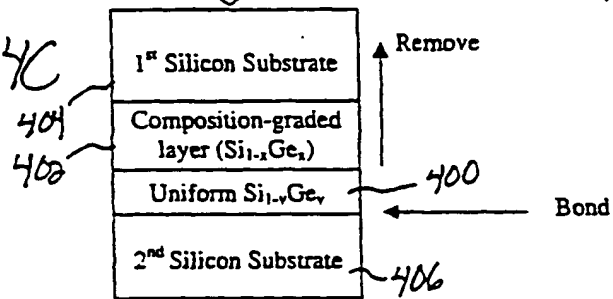 4C
1st Silicon Substrate
Remove
404
Composition-graded
layer (Si1-xGex)
402
Uniform Si1-yGey
400
Bond
2nd Silicon Substrate
406